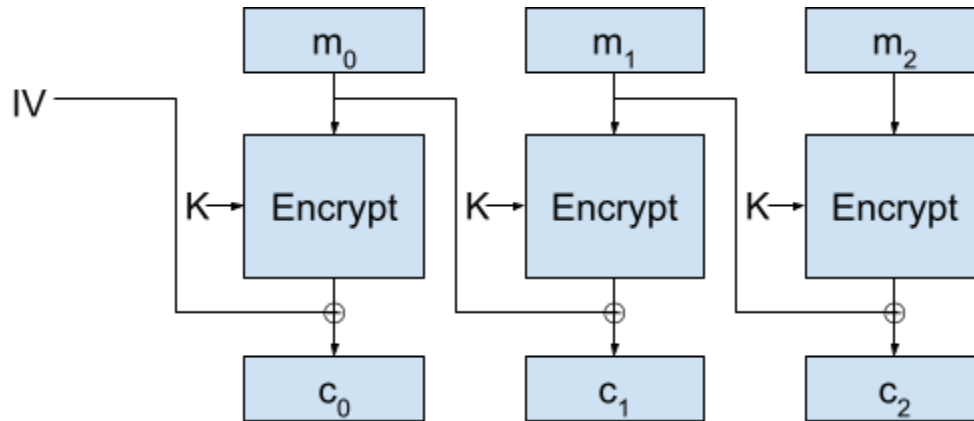 m₀ m₁ m₂
IV
K Encrypt K Encrypt K Encrypt
c₀ c₁ c₂